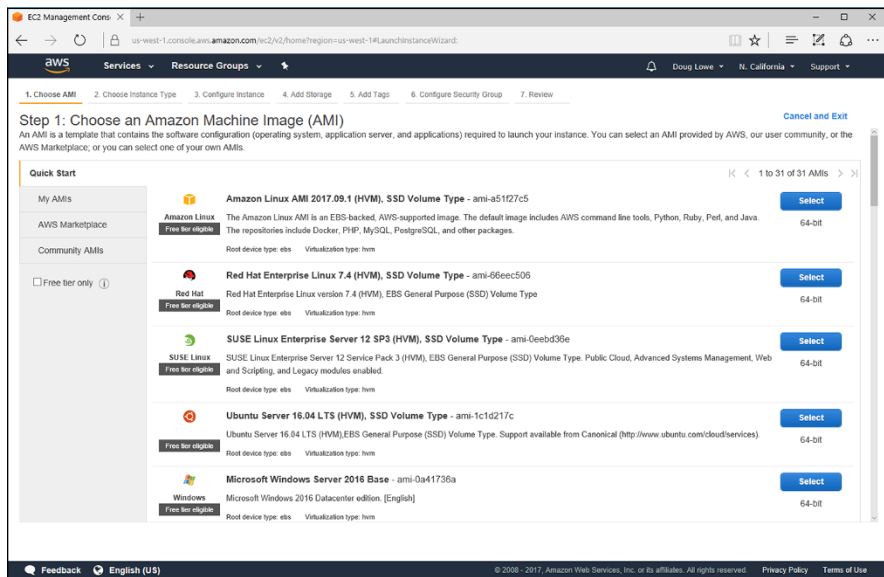 EC2 Management Cons
us-west-1.console.aws.amazon.com/ec2/v2/home?region=us-west-1#LaunchInstanceWizard:
aws Services Resource Groups Doug Lowe N. California Support
1. Choose AMI 2. Choose Instance Type 3. Configure Instance 4. Add Storage 5. Add Tags 6. Configure Security Group 7. Review
Step 1: Choose an Amazon Machine Image (AMI)
Cancel and Exit
An AMI is a template that contains the software configuration (operating system, application server, and applications) required to launch your instance. You can select an AMI provided by AWS, our user community, or the
AWS Marketplace; or you can select one of your own AMIs.
Quick Start
1 to 31 of 31 AMIs
My AMIs
AWS Marketplace
Community AMIs
Free tier only
Amazon Linux
Free tier eligible
Amazon Linux AMI 2017.09.1 (HVM), SSD Volume Type - ami-a51f27c5
The Amazon Linux AMI is an EBS-backed, AWS-supported image. The default image includes AWS command line tools, Python, Ruby, Perl, and Java.
The repositories include Docker, PHP, MySQL, PostgreSQL, and other packages.
Root device type: ebs Virtualization type: hvm
Select
64-bit
Red Hat
Free tier eligible
Red Hat Enterprise Linux 7.4 (HVM), SSD Volume Type - ami-66eec506
Red Hat Enterprise Linux version 7.4 (HVM), EBS General Purpose (SSD) Volume Type
Root device type: ebs Virtualization type: hvm
Select
64-bit
SUSE Linux
Free tier eligible
SUSE Linux Enterprise Server 12 SP3 (HVM), SSD Volume Type - ami-0eebd36e
SUSE Linux Enterprise Server 12 Service Pack 3 (HVM), EBS General Purpose (SSD) Volume Type. Public Cloud, Advanced Systems Management, Web
and Scripting, and Legacy modules enabled.
Root device type: ebs Virtualization type: hvm
Select
64-bit
Free tier eligible
Ubuntu Server 16.04 LTS (HVM), SSD Volume Type - ami-1c1d217c
Ubuntu Server 16.04 LTS (HVM),EBS General Purpose (SSD) Volume Type. Support available from Canonical (http://www.ubuntu.com/cloud/services).
Root device type: ebs Virtualization type: hvm
Select
64-bit
Windows
Free tier eligible
Microsoft Windows Server 2016 Base - ami-0a41736a
Microsoft Windows 2016 Datacenter edition. [English]
Root device type: ebs Virtualization type: hvm
Select
64-bit
Feedback English (US) © 2008 - 2017, Amazon Web Services, Inc. or its affiliates. All rights reserved. Privacy Policy Terms of Use